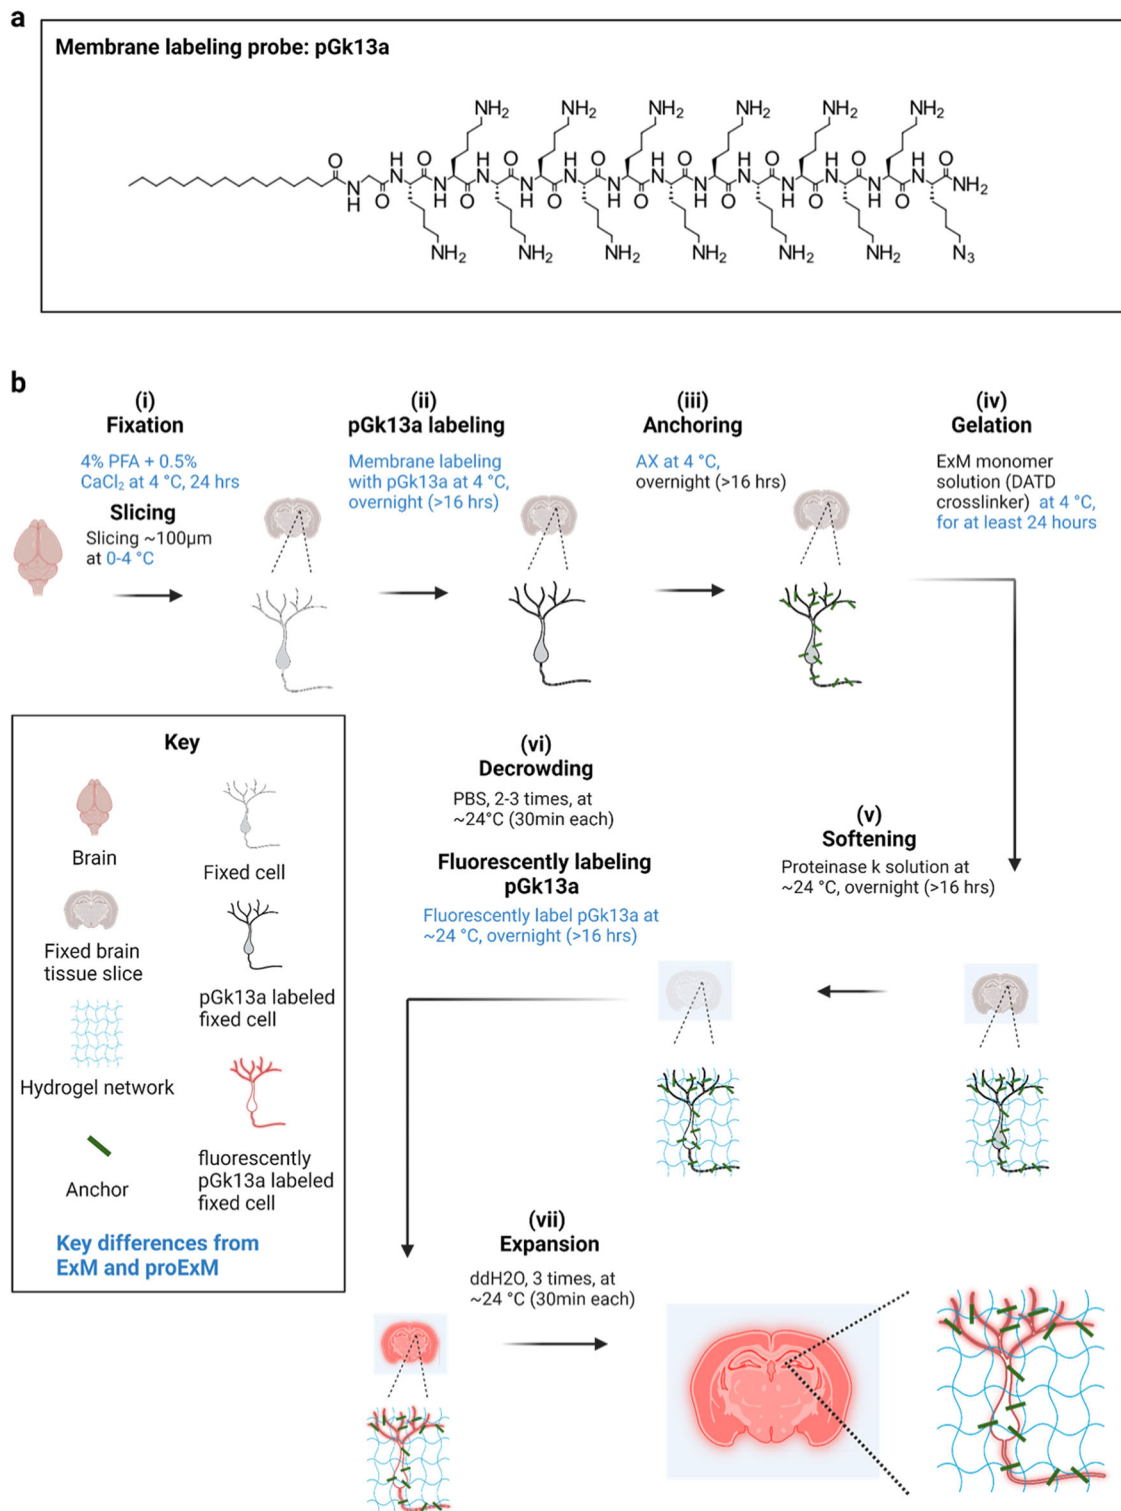 a
Membrane labeling probe: pGk13a
NH₂ NH₂ NH₂ NH₂ NH₂ NH₂
O H O H O H O H O H O H O H O
N N N N N N N N N N N N N N NH₂
H O H O H O H O H O H O H O
NH₂ NH₂ NH₂ NH₂ NH₂ NH₂ N₃
b
(i)
Fixation
4% PFA + 0.5%
CaCl₂ at 4 °C, 24 hrs
Slicing
Slicing ~100µm
at 0-4 °C
(ii)
pGk13a labeling
Membrane labeling
with pGk13a at 4 °C,
overnight (>16 hrs)
(iii)
Anchoring
AX at 4 °C,
overnight (>16 hrs)
(iv)
Gelation
ExM monomer
solution (DATD
crosslinker) at 4 °C,
for at least 24 hours
(v)
Softening
Proteinase k solution at
~24 °C, overnight (>16 hrs)
(vi)
Decrowding
PBS, 2-3 times, at
~24°C (30min each)
Fluorescently labeling
pGk13a
Fluorescently label pGk13a at
~24 °C, overnight (>16 hrs)
Key
Brain
Fixed cell
Fixed brain
tissue slice
pGk13a labeled
fixed cell
Hydrogel network
Anchor
fluorescently
pGk13a labeled
fixed cell
Key differences from
ExM and proExM
(vii)
Expansion
ddH2O, 3 times, at
~24 °C (30min each)